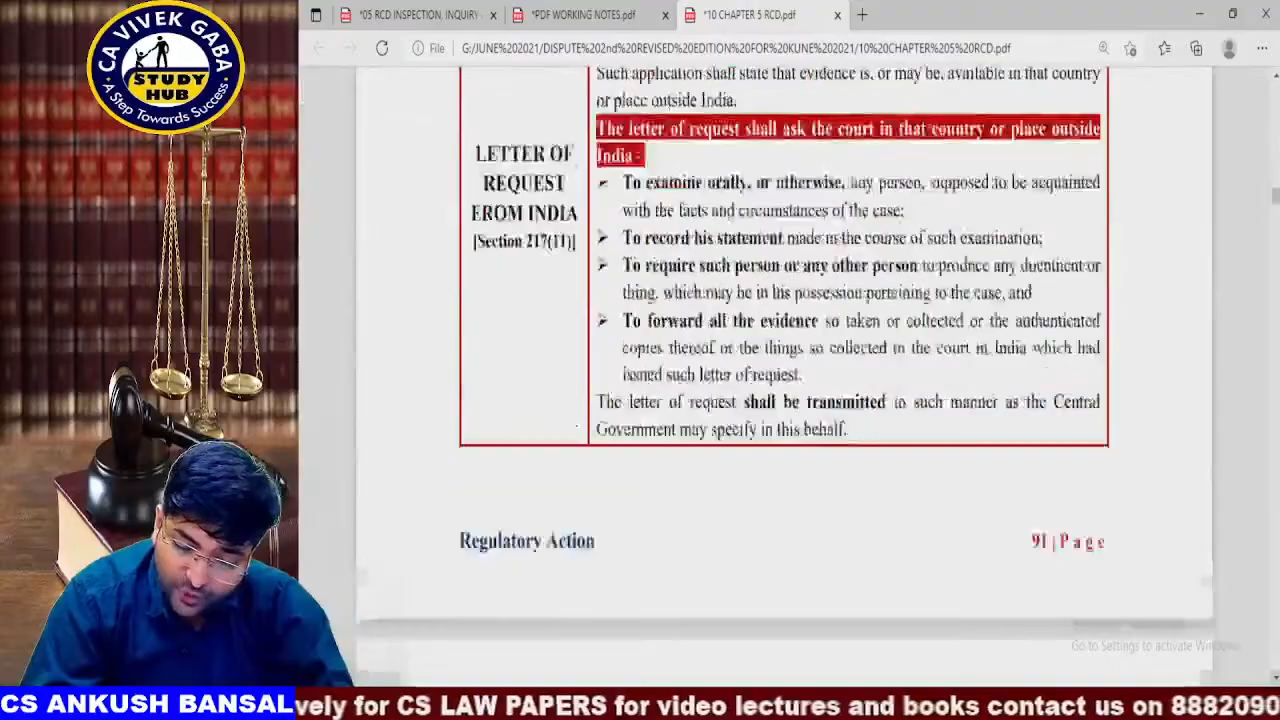 CA VIVEK GABA
STUDY
HUB
A Step Towards Success
*05 RCD INSPECTION, INQUIRY
*PDF WORKING NOTES.pdf
*10 CHAPTER 5 RCD.pdf
File
G:/JUNE%202021/DISPUTE%202nd%20REVISED%20EDITION%20FOR%20KUNE%202021/10%20CHAPTER%205%20RCD.pdf
Such application shall state that evidence is, or may be, available in that country
or place outside India.
The letter of request shall ask the court in that country or place outside
India -
LETTER OF
REQUEST
FROM INDIA
[Section 217(11)]
➤ To examine orally, or otherwise, any person, supposed to be acquainted
with the facts and circumstances of the case;
➤ To record his statement made in the course of such examination;
➤ To require such person or any other person to produce any document or
thing, which may be in his possession pertaining to the case, and
➤ To forward all the evidence so taken or collected or the authenticated
copies thereof or the things so collected to the court in India which had
issued such letter of request.
The letter of request shall be transmitted in such manner as the Central
Government may specify in this behalf.
Regulatory Action
91 | P a g e
Go to Settings to activate Windows.
CS ANKUSH BANSAL
vely for CS LAW PAPERS for video lectures and books contact us on 8882090